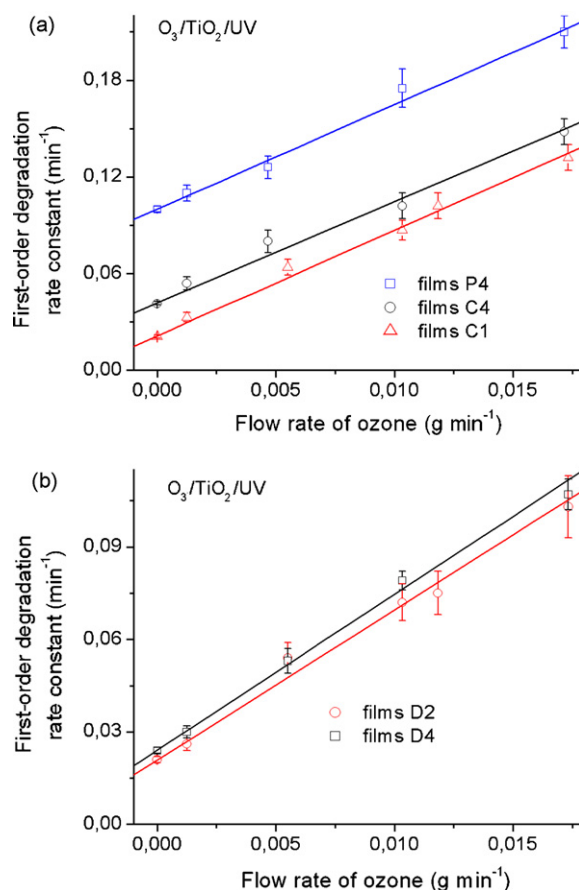 (a)
O₃/TiO₂/UV
First-order degradation
rate constant (min⁻¹)
0,18
0,12
0,06
0,00
films P4
films C4
films C1
0,000
0,005
0,010
0,015
Flow rate of ozone (g min⁻¹)
(b)
O₃/TiO₂/UV
First-order degradation
rate constant (min⁻¹)
0,09
0,06
0,03
0,00
films D2
films D4
0,000
0,005
0,010
0,015
Flow rate of ozone (g min⁻¹)